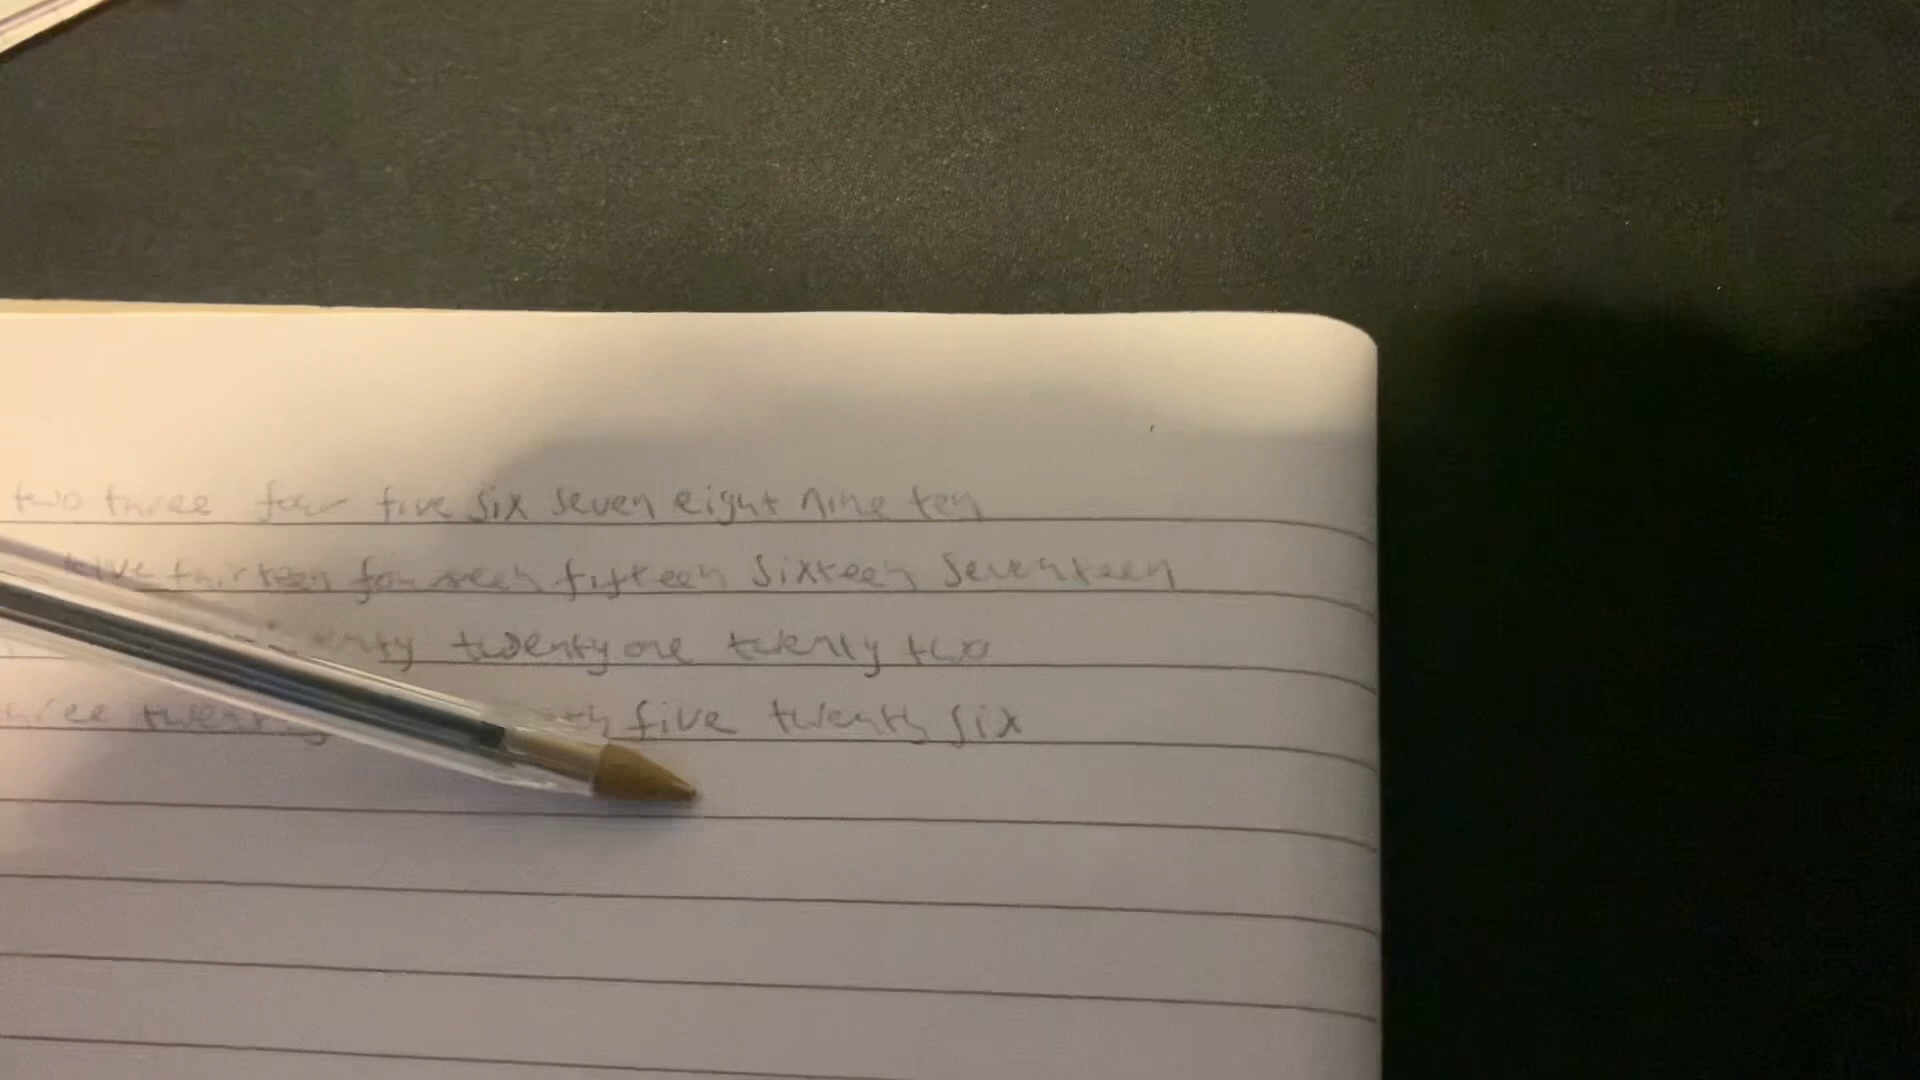 two three four five six seven eight nine ten
thirteen fourteen fifteen sixteen seventeen
twenty one twenty two
twenty five twenty six